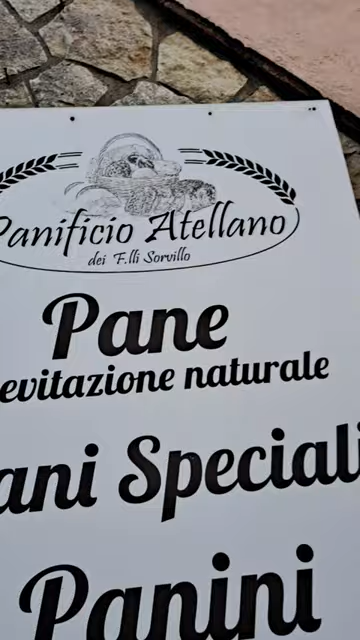 Panificio Atellano
dei F.lli Sorvillo
Pane
evitazione naturale
ani Speciali
Panini